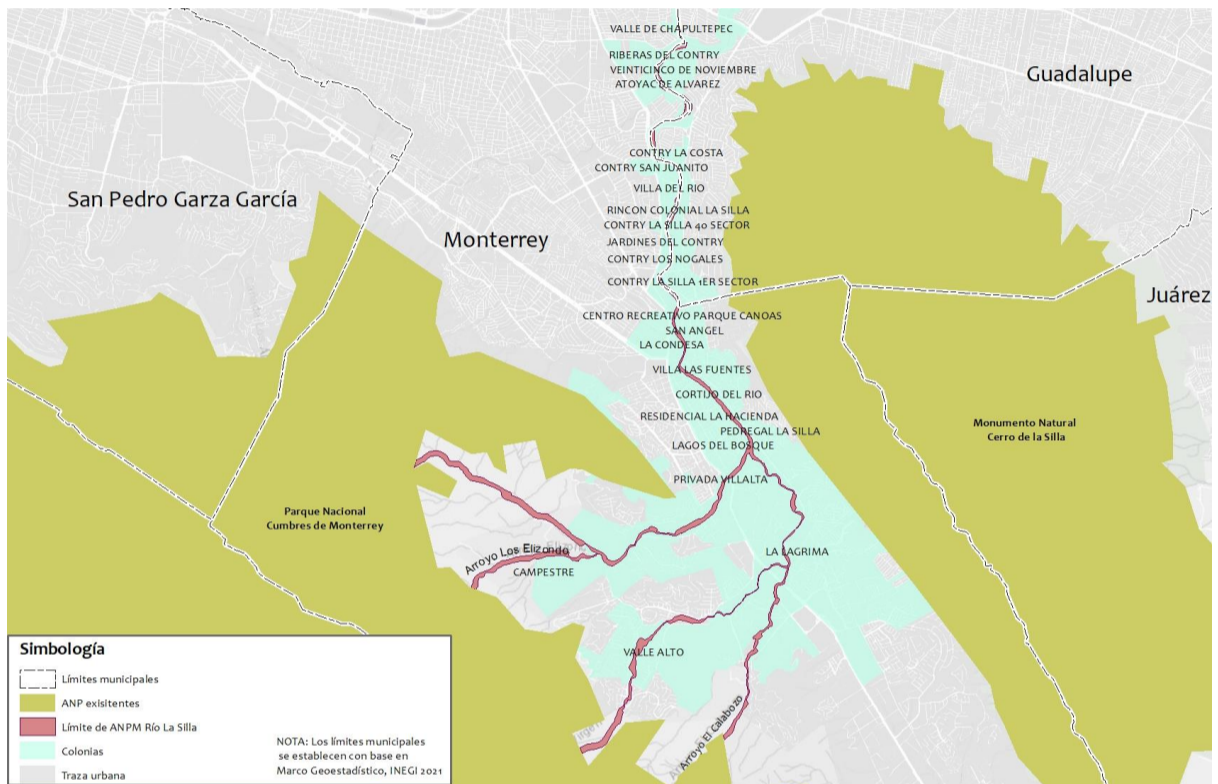 VALLE DE CHAPULTEPEC
RIBERAS DEL CONTRY
VEINTICINCO DE NOVIEMBRE
ATOYAC DE ALVAREZ
Guadalupe
CONTRY LA COSTA
CONTRY SAN JUANITO
VILLA DEL RIO
San Pedro Garza García
RINCON COLONIAL LA SILLA
CONTRY LA SILLA 40 SECTOR
Monterrey
JARDINES DEL CONTRY
CONTRY LOS NOGALES
CONTRY LA SILLA 1ER SECTOR
Juárez
CENTRO RECREATIVO PARQUE CANOAS
SAN ANGEL
LA CONDESA
VILLA LAS FUENTES
CORTIJO DEL RIO
RESIDENCIAL LA HACIENDA
PEDREGAL LA SILLA
LAGOS DEL BOSQUE
Monumento Natural
Cerro de la Silla
PRIVADA VILLALTA
Parque Nacional
Cumbres de Monterrey
Arroyo Los Elizondo
LA LAGRIMA
CAMPESTRE
VALLE ALTO
Arroyo El Calabozo
Simbología
Límites municipales
ANP exisitentes
Límite de ANPM Río La Silla
Colonias
Traza urbana
NOTA: Los límites municipales
se establecen con base en
Marco Geoestadístico, INEGI 2021